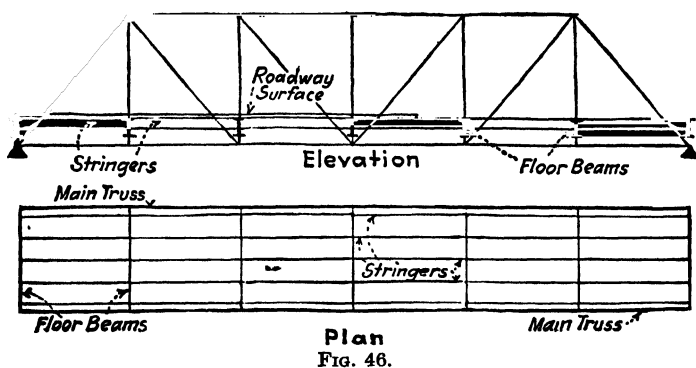 Roadway
Surface
Stringers
Elevation
Floor Beams
Main Truss
Stringers
Floor Beams
Main Truss
Plan
FIG. 46.